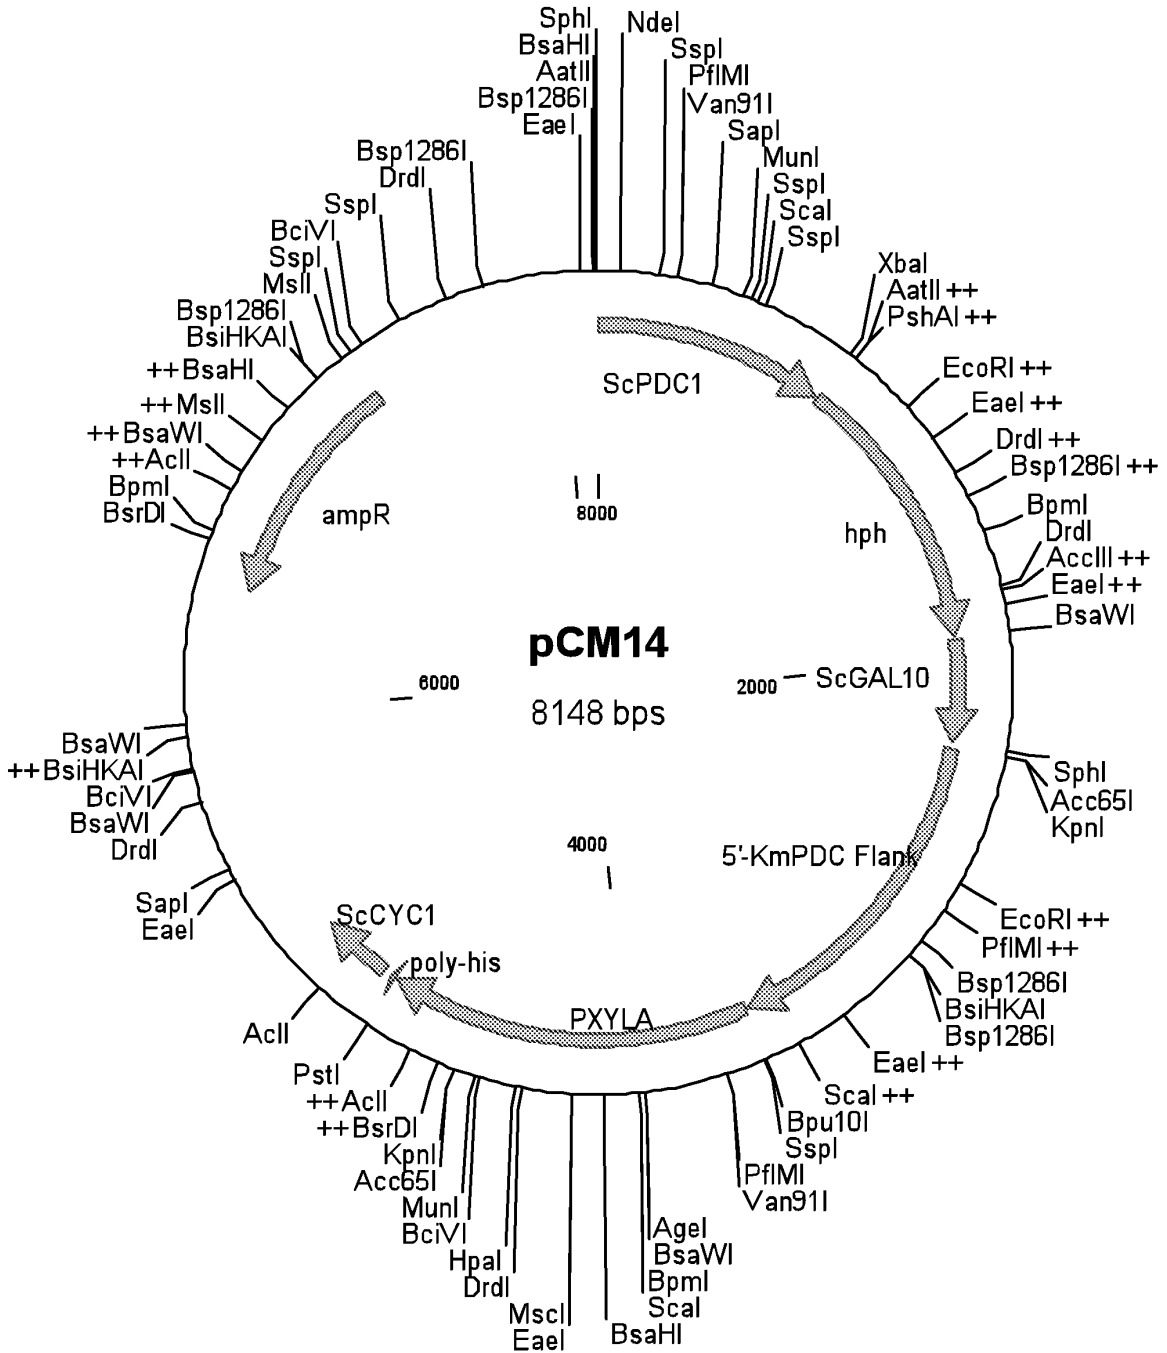 SphI
BsaHI
AatII
Bsp1286I
EaeI
NdeI
SspI
PflMI
Van91I
SapI
MunI
SspI
ScaI
SspI
XbaI
AatII ++
PshAI ++
EcoRI ++
EaeI ++
DrdI ++
Bsp1286I ++
BpmI
DrdI
AccIII ++
EaeI ++
BsaWI
SphI
Acc65I
KpnI
EcoRI ++
PflMI ++
Bsp1286I
BsiHKAI
Bsp1286I
EaeI ++
ScaI ++
Bpu10I
SspI
PflMI
Van91I
AgeI
BsaWI
BpmI
ScaI
BsaHI
MscI
EaeI
HpaI
DrdI
MunI
BciVI
KpnI
Acc65I
++ BsrDI
++ AclI
PstI
AclI
SapI
EaeI
BsaWI
++ BsiHKAI
BciVI
BsaWI
DrdI
BsrDI
BpmI
++ AclI
++ BsaWI
++ MslI
++ BsaHI
BsiHKAI
Bsp1286I
MslI
SspI
BciVI
SspI
DrdI
Bsp1286I
ScPDC1
hph
ScGAL10
5'-KmPDC Flank
PXYLA
poly-his
ScCYC1
ampR
8000
2000
4000
6000
pCM14
8148 bps